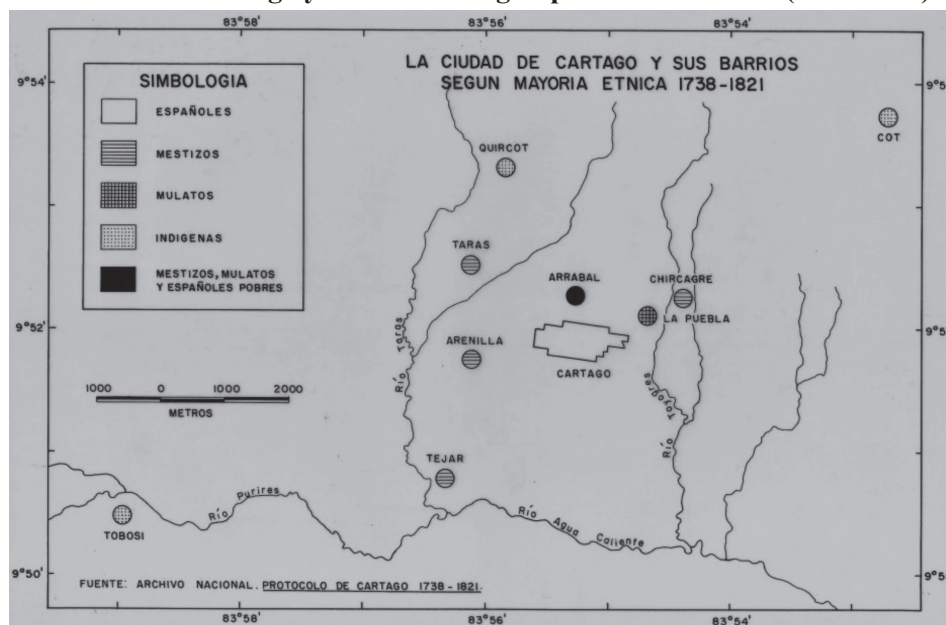 83°58'
83°56'
83°54'
9°54'
LA CIUDAD DE CARTAGO Y SUS BARRIOS
SEGUN MAYORIA ETNICA 1738-1821
SIMBOLOGIA
ESPAÑOLES
MESTIZOS
MULATOS
INDIGENAS
MESTIZOS, MULATOS
Y ESPAÑOLES POBRES
COT
QUIRCOT
TARAS
ARRABAL
CHIRCAGRE
LA PUEBLA
9°52'
ARENILLA
CARTAGO
Río Taras
Río Toyogres
1000 0 1000 2000
METROS
TEJAR
Río Purires
Río Agua Caliente
TOBOSI
9°50'
FUENTE: ARCHIVO NACIONAL. PROTOCOLO DE CARTAGO 1738-1821.
83°58'
83°56'
83°54'